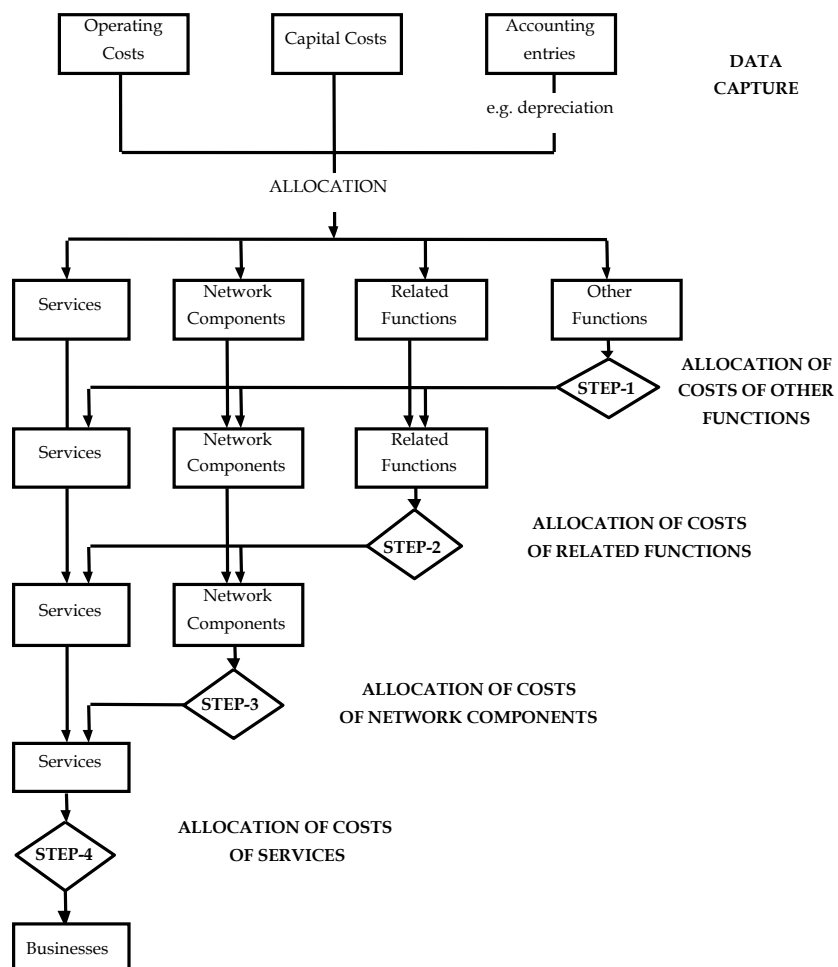 Operating
Costs
Capital Costs
Accounting
entries
DATA
CAPTURE
e.g. depreciation
ALLOCATION
Services
Network
Components
Related
Functions
Other
Functions
STEP-1
ALLOCATION OF
COSTS OF OTHER
FUNCTIONS
Services
Network
Components
Related
Functions
STEP-2
ALLOCATION OF COSTS
OF RELATED FUNCTIONS
Services
Network
Components
STEP-3
ALLOCATION OF COSTS
OF NETWORK COMPONENTS
Services
STEP-4
ALLOCATION OF COSTS
OF SERVICES
Businesses